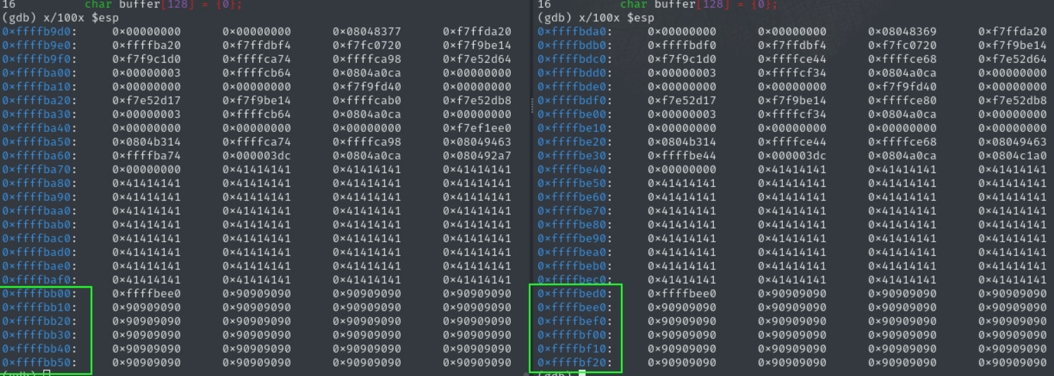 16 char buffer[128] = {0};
(gdb) x/100x $esp
0xffffb9d0: 0x00000000 0x00000000 0x08048377 0xf7ffda20
0xffffb9e0: 0xffffba20 0xf7ffdbf4 0xf7fc0720 0xf7f9be14
0xffffb9f0: 0xf7f9c1d0 0xffffca74 0xffffca98 0xf7e52d64
0xffffba00: 0x00000003 0xffffcb64 0x0804a0ca 0x00000000
0xffffba10: 0x00000000 0x00000000 0xf7f9fd40 0x00000000
0xffffba20: 0xf7e52d17 0xf7f9be14 0xffffcab0 0xf7e52db8
0xffffba30: 0x00000003 0xffffcb64 0x0804a0ca 0x00000000
0xffffba40: 0x00000000 0x00000000 0x00000000 0xf7ef1ee0
0xffffba50: 0x0804b314 0xffffca74 0xffffca98 0x08049463
0xffffba60: 0xffffba74 0x000003dc 0x0804a0ca 0x080492a7
0xffffba70: 0x00000000 0x41414141 0x41414141 0x41414141
0xffffba80: 0x41414141 0x41414141 0x41414141 0x41414141
0xffffba90: 0x41414141 0x41414141 0x41414141 0x41414141
0xffffbaa0: 0x41414141 0x41414141 0x41414141 0x41414141
0xffffbab0: 0x41414141 0x41414141 0x41414141 0x41414141
0xffffbac0: 0x41414141 0x41414141 0x41414141 0x41414141
0xffffbad0: 0x41414141 0x41414141 0x41414141 0x41414141
0xffffbae0: 0x41414141 0x41414141 0x41414141 0x41414141
0xffffbaf0: 0x41414141 0x41414141 0x41414141 0x41414141
0xffffbb00: 0xffffbee0 0x90909090 0x90909090 0x90909090
0xffffbb10: 0x90909090 0x90909090 0x90909090 0x90909090
0xffffbb20: 0x90909090 0x90909090 0x90909090 0x90909090
0xffffbb30: 0x90909090 0x90909090 0x90909090 0x90909090
0xffffbb40: 0x90909090 0x90909090 0x90909090 0x90909090
0xffffbb50: 0x90909090 0x90909090 0x90909090 0x90909090
(gdb)
16 char buffer[128] = {0};
(gdb) x/100x $esp
0xffffbda0: 0x00000000 0x00000000 0x08048369 0xf7ffda20
0xffffbdb0: 0xffffbdf0 0xf7ffdbf4 0xf7fc0720 0xf7f9be14
0xffffbdc0: 0xf7f9c1d0 0xffffce44 0xffffce68 0xf7e52d64
0xffffbdd0: 0x00000003 0xffffcf34 0x0804a0ca 0x00000000
0xffffbde0: 0x00000000 0x00000000 0xf7f9fd40 0x00000000
0xffffbdf0: 0xf7e52d17 0xf7f9be14 0xffffce80 0xf7e52db8
0xffffbe00: 0x00000003 0xffffcf34 0x0804a0ca 0x00000000
0xffffbe10: 0x00000000 0x00000000 0x00000000 0x00000000
0xffffbe20: 0x0804b314 0xffffce44 0xffffce68 0x08049463
0xffffbe30: 0xffffbe44 0x000003dc 0x0804a0ca 0x0804c1a0
0xffffbe40: 0x00000000 0x41414141 0x41414141 0x41414141
0xffffbe50: 0x41414141 0x41414141 0x41414141 0x41414141
0xffffbe60: 0x41414141 0x41414141 0x41414141 0x41414141
0xffffbe70: 0x41414141 0x41414141 0x41414141 0x41414141
0xffffbe80: 0x41414141 0x41414141 0x41414141 0x41414141
0xffffbe90: 0x41414141 0x41414141 0x41414141 0x41414141
0xffffbea0: 0x41414141 0x41414141 0x41414141 0x41414141
0xffffbeb0: 0x41414141 0x41414141 0x41414141 0x41414141
0xffffbec0: 0x41414141 0x41414141 0x41414141 0x41414141
0xffffbed0: 0xffffbee0 0x90909090 0x90909090 0x90909090
0xffffbee0: 0x90909090 0x90909090 0x90909090 0x90909090
0xffffbef0: 0x90909090 0x90909090 0x90909090 0x90909090
0xffffbf00: 0x90909090 0x90909090 0x90909090 0x90909090
0xffffbf10: 0x90909090 0x90909090 0x90909090 0x90909090
0xffffbf20: 0x90909090 0x90909090 0x90909090 0x90909090
(gdb)